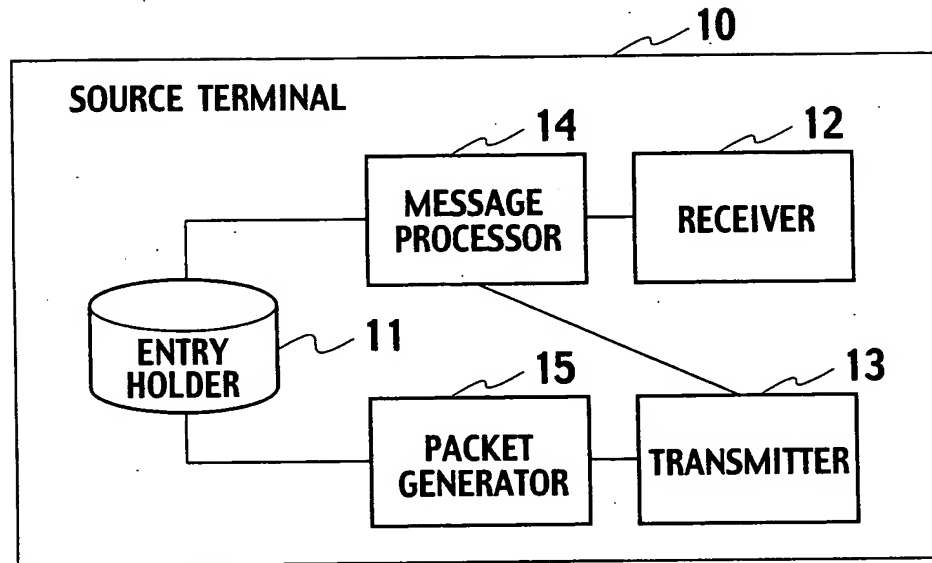 10
SOURCE TERMINAL
14
12
MESSAGE
PROCESSOR
RECEIVER
ENTRY
HOLDER
11
15
13
PACKET
GENERATOR
TRANSMITTER